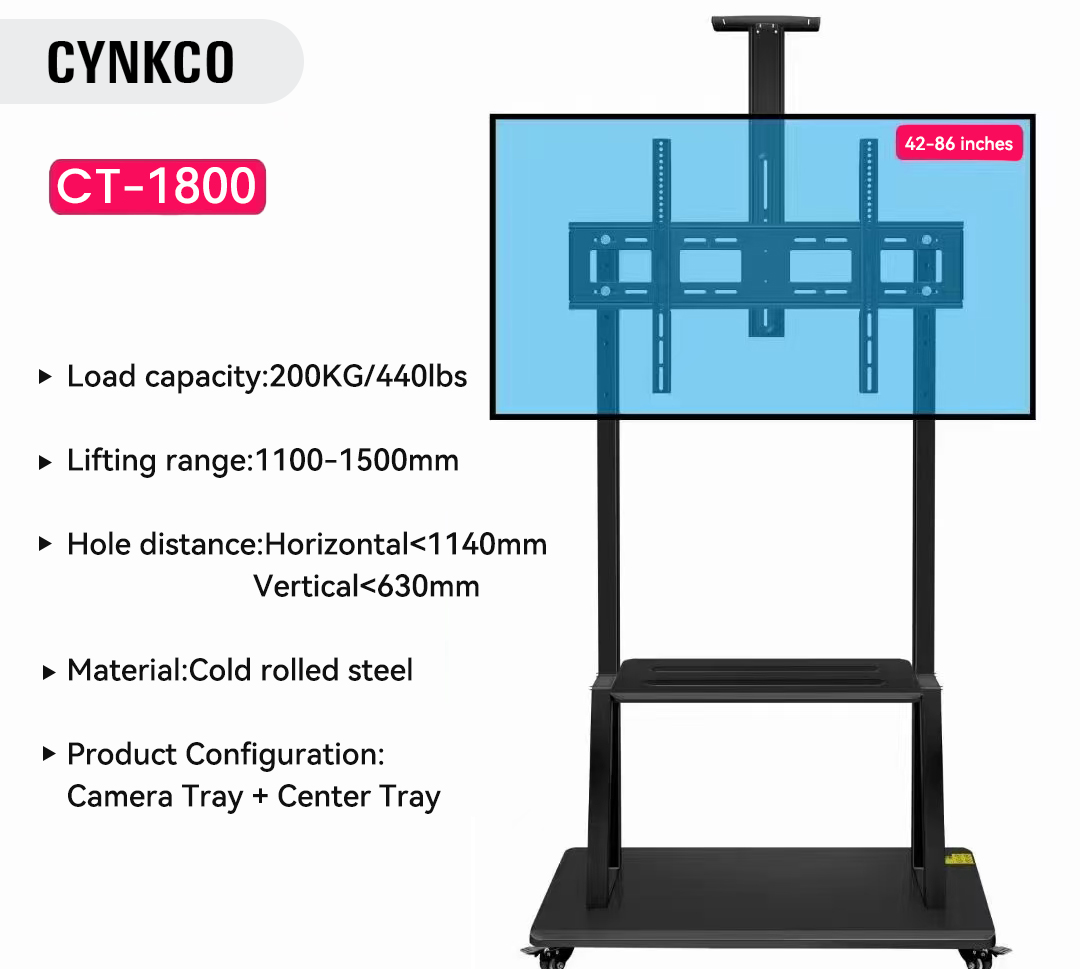 CYNKCO
CT-1800
42-86 inches
Load capacity:200KG/440lbs
Lifting range:1100-1500mm
Hole distance:Horizontal<1140mm
Vertical<630mm
Material:Cold rolled steel
Product Configuration:
Camera Tray + Center Tray